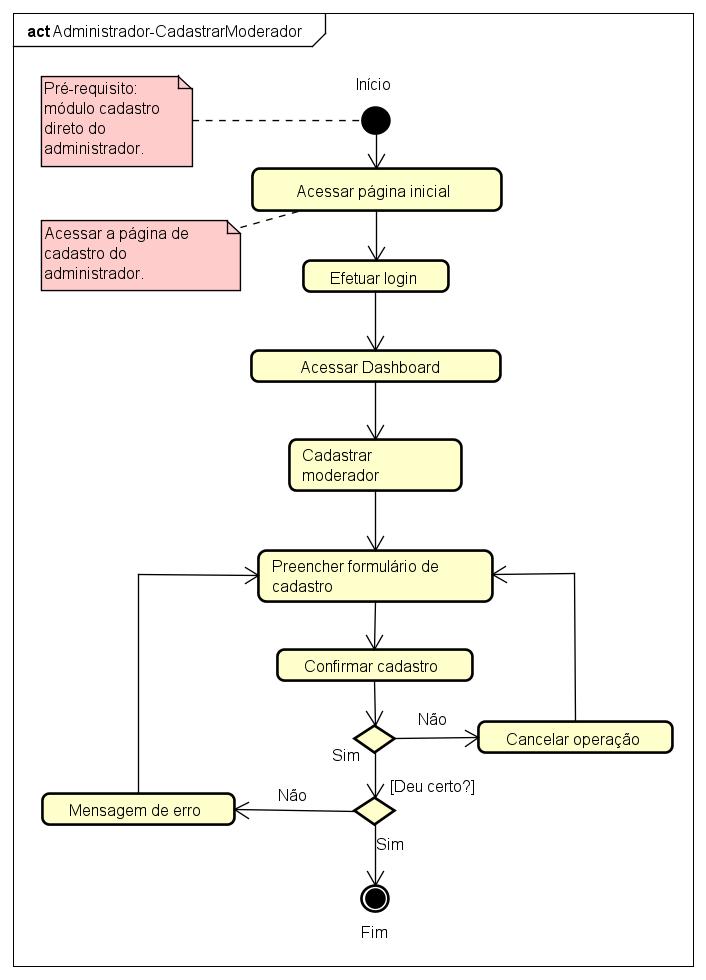 act Administrador-CadastrarModerador
Início
Pré-requisito:
módulo cadastro
direto do
administrador.
Acessar página inicial
Acessar a página de
cadastro do
administrador.
Efetuar login
Acessar Dashboard
Cadastrar
moderador
Preencher formulário de
cadastro
Confirmar cadastro
Não
Cancelar operação
Sim
[Deu certo?]
Não
Mensagem de erro
Sim
Fim